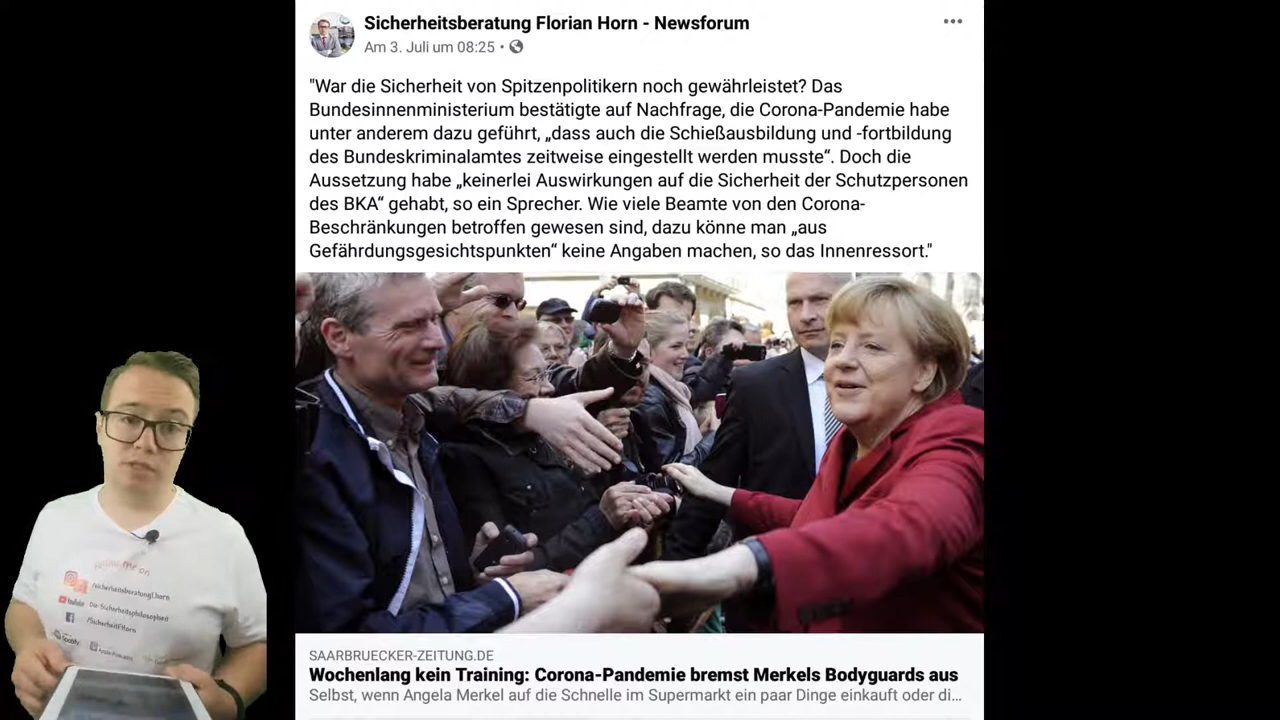 Sicherheitsberatung Florian Horn - Newsforum
Am 3. Juli um 08:25
"War die Sicherheit von Spitzenpolitikern noch gewährleistet? Das
Bundesinnenministerium bestätigte auf Nachfrage, die Corona-Pandemie habe
unter anderem dazu geführt, „dass auch die Schießausbildung und -fortbildung
des Bundeskriminalamtes zeitweise eingestellt werden musste“. Doch die
Aussetzung habe „keinerlei Auswirkungen auf die Sicherheit der Schutzpersonen
des BKA“ gehabt, so ein Sprecher. Wie viele Beamte von den Corona-
Beschränkungen betroffen gewesen sind, dazu könne man „aus
Gefährdungsgesichtspunkten“ keine Angaben machen, so das Innenressort."
SAARBRUECKER-ZEITUNG.DE
Wochenlang kein Training: Corona-Pandemie bremst Merkels Bodyguards aus
Selbst, wenn Angela Merkel auf die Schnelle im Supermarkt ein paar Dinge einkauft oder di...
YouTube Die Sicherheitsphilosophen
Spotify